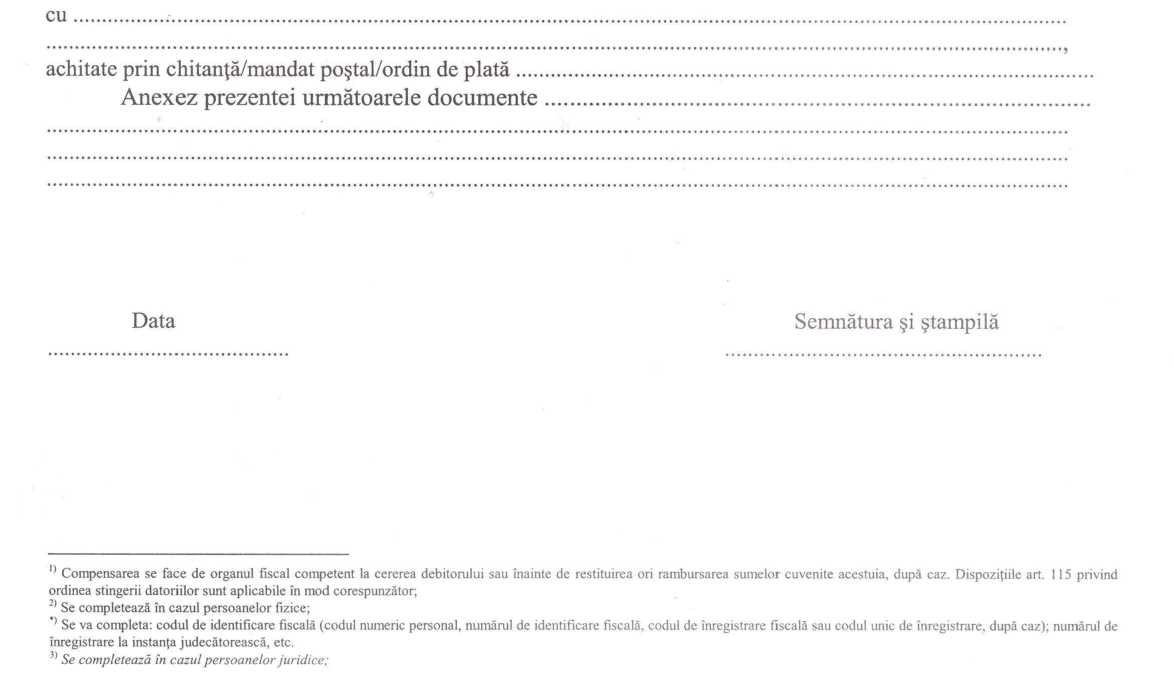 cu ..........................................................................................................................................
..............................................................................................................................................,
achitate prin chitanţă/mandat poştal/ordin de plată ....................................................................................
Anexez prezentei următoarele documente ..............................................................................
..............................................................................................................................................
..............................................................................................................................................
..............................................................................................................................................
Data Semnătura şi ştampilă
........................................ .....................................................
1) Compensarea se face de organul fiscal competent la cererea debitorului sau înainte de restituirea ori rambursarea sumelor cuvenite acestuia, după caz. Dispoziţiile art. 115 privind
ordinea stingerii datoriilor sunt aplicabile în mod corespunzător;
2) Se completează în cazul persoanelor fizice;
*) Se va completa: codul de identificare fiscală (codul numeric personal, numărul de identificare fiscală, codul de înregistrare fiscală sau codul unic de înregistrare, după caz); numărul de
înregistrare la instanţa judecătorească, etc.
3) Se completează în cazul persoanelor juridice;